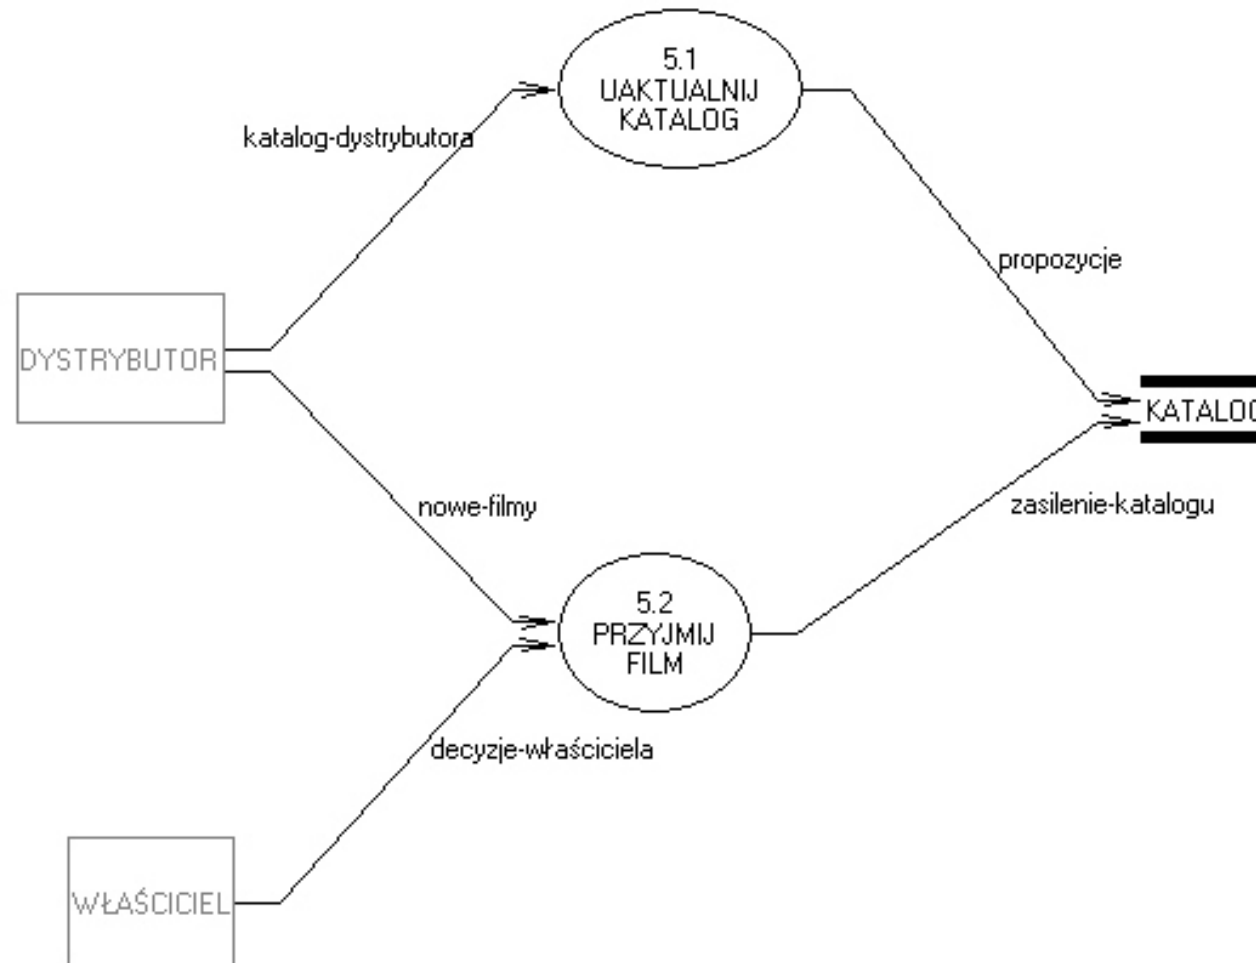 5.1
UAKTUALNIJ
KATALOG
katalog-dystrybutora
propozycje
DYSTRYBUTOR
KATALOG
nowe-filmy
zasilenie-katalogu
5.2
PRZYJMIJ
FILM
decyzje-właściciela
WŁAŚCICIEL